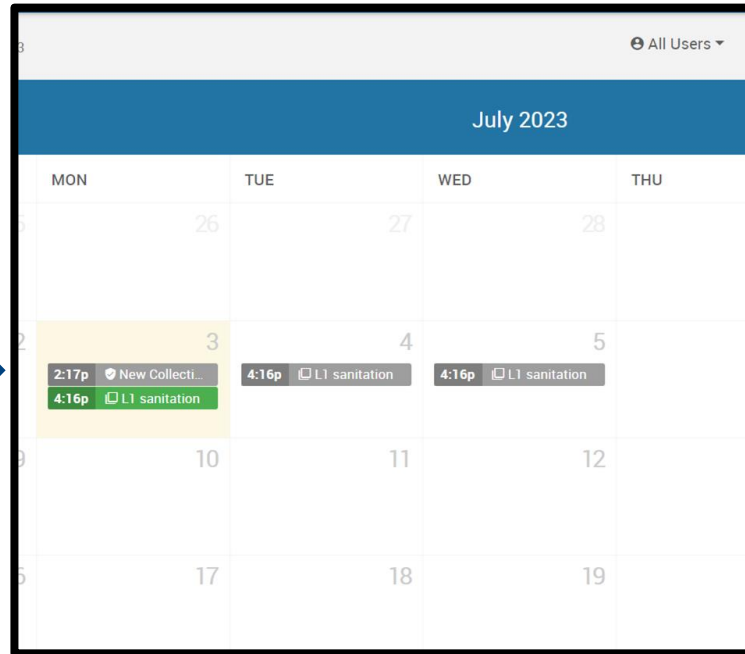 3
All Users
July 2023
MON TUE WED THU
26 27 28
3 4 5
2:17p New Collecti... 4:16p L1 sanitation 4:16p L1 sanitation
4:16p L1 sanitation
10 11 12
17 18 19